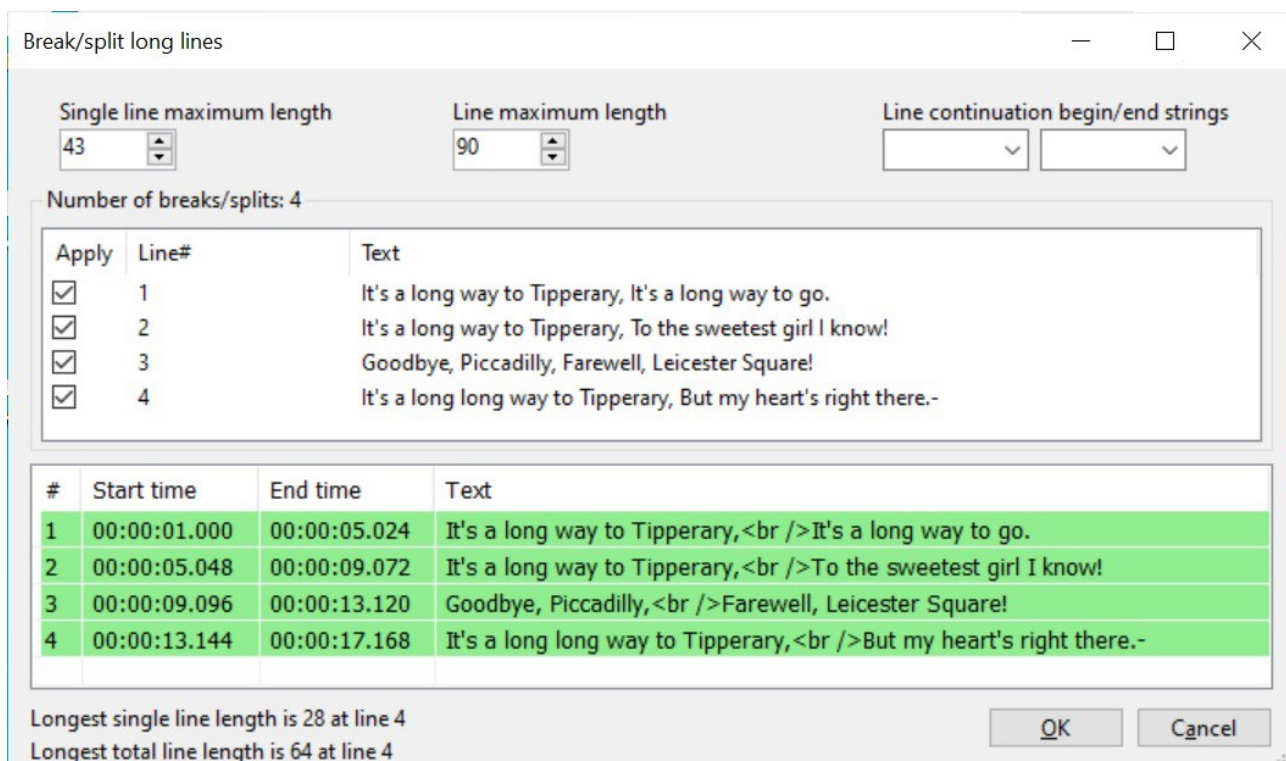 Break/split long lines
Single line maximum length Line maximum length Line continuation begin/end strings
43 90
Number of breaks/splits: 4
Apply Line# Text
1 It's a long way to Tipperary, It's a long way to go.
2 It's a long way to Tipperary, To the sweetest girl I know!
3 Goodbye, Piccadilly, Farewell, Leicester Square!
4 It's a long long way to Tipperary, But my heart's right there.-
# Start time End time Text
1 00:00:01.000 00:00:05.024 It's a long way to Tipperary,<br />It's a long way to go.
2 00:00:05.048 00:00:09.072 It's a long way to Tipperary,<br />To the sweetest girl I know!
3 00:00:09.096 00:00:13.120 Goodbye, Piccadilly,<br />Farewell, Leicester Square!
4 00:00:13.144 00:00:17.168 It's a long long way to Tipperary,<br />But my heart's right there.-
Longest single line length is 28 at line 4
OK Cancel
Longest total line length is 64 at line 4